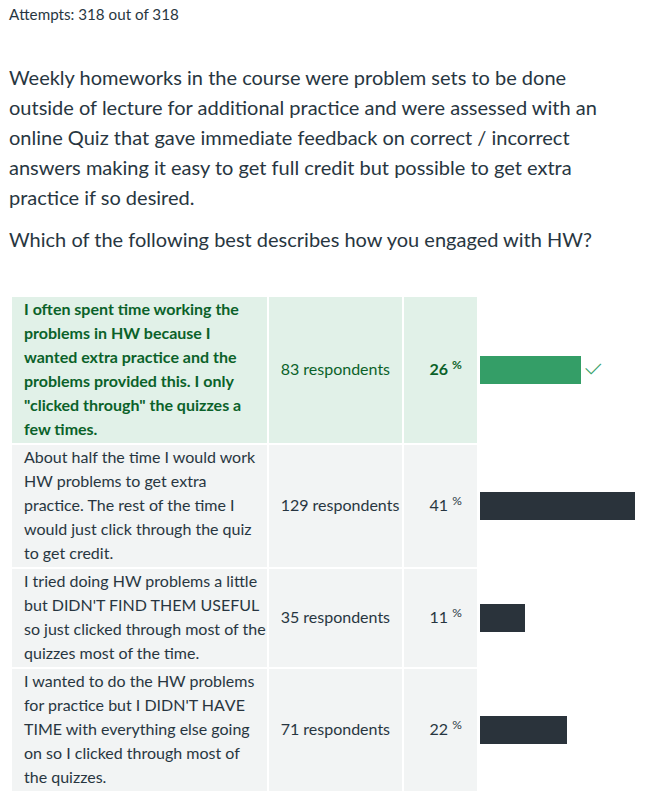 Attempts: 318 out of 318
Weekly homeworks in the course were problem sets to be done
outside of lecture for additional practice and were assessed with an
online Quiz that gave immediate feedback on correct / incorrect
answers making it easy to get full credit but possible to get extra
practice if so desired.
Which of the following best describes how you engaged with HW?
I often spent time working the
problems in HW because I
wanted extra practice and the
problems provided this. I only
"clicked through" the quizzes a
few times.
83 respondents
26 %
About half the time I would work
HW problems to get extra
practice. The rest of the time I
would just click through the quiz
to get credit.
129 respondents
41 %
I tried doing HW problems a little
but DIDN'T FIND THEM USEFUL
so just clicked through most of the
quizzes most of the time.
35 respondents
11 %
I wanted to do the HW problems
for practice but I DIDN'T HAVE
TIME with everything else going
on so I clicked through most of
the quizzes.
71 respondents
22 %